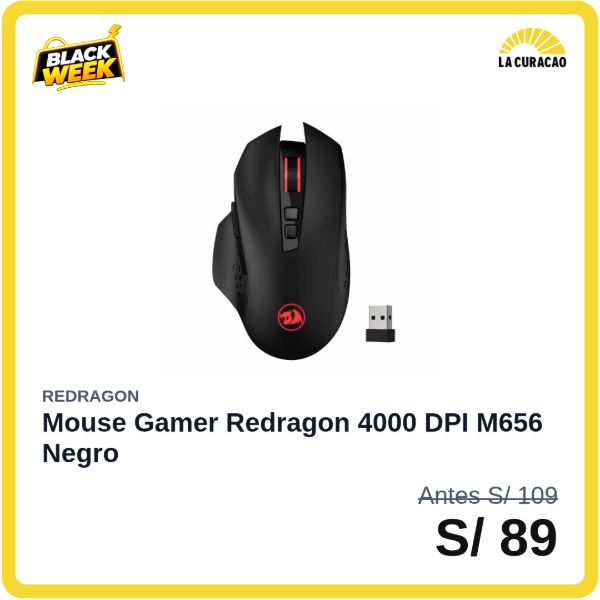 BLACK
WEEK
LA CURACAO
REDRAGON
Mouse Gamer Redragon 4000 DPI M656
Negro
Antes S/ 109
S/ 89